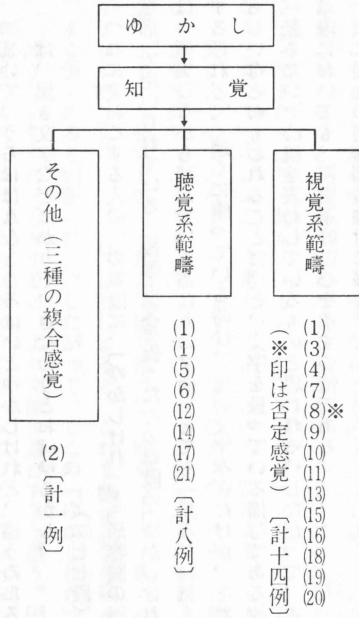 ゆかし
知覚
視覚系範疇
(1)(3)(4)(7)(8)※(9)(10)(11)(13)(15)(16)(18)(19)(20)
(※印は否定感覚)〔計十四例〕
聴覚系範疇
(1)(1)(5)(6)(12)(14)(17)(21)〔計八例〕
その他(三種の複合感覚)
(2)〔計一例〕